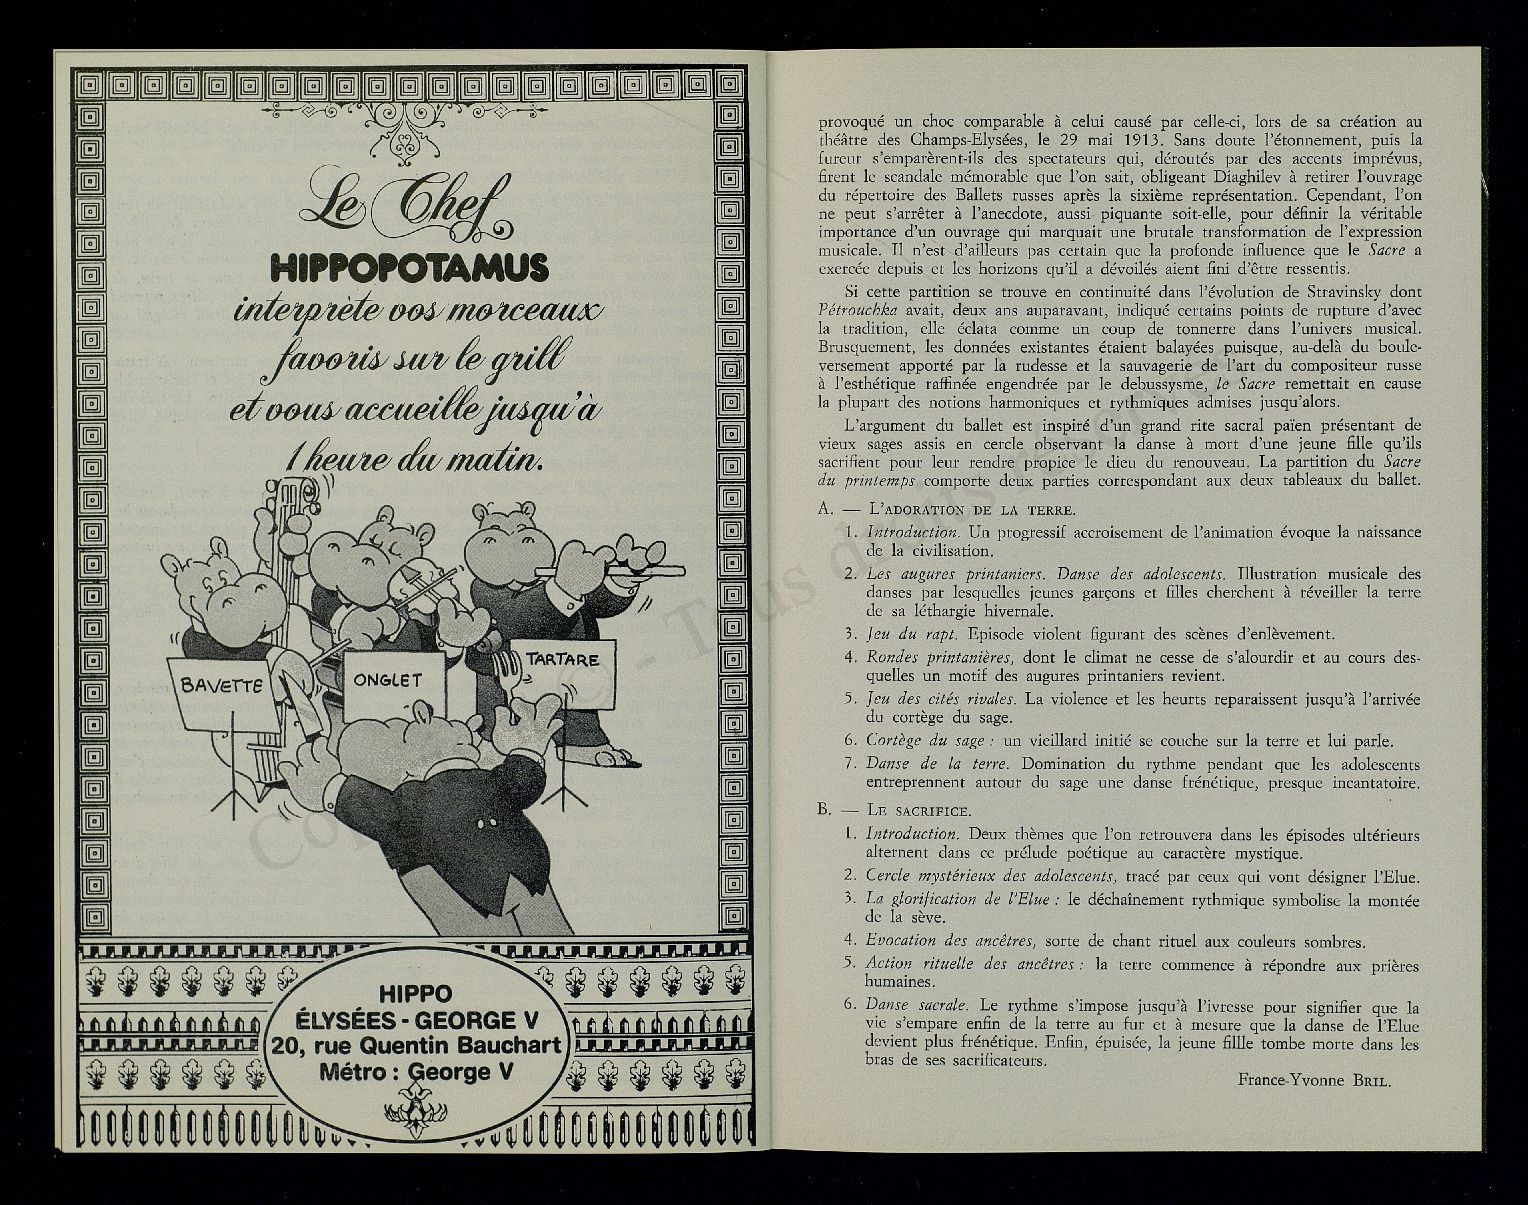 Le Chef
HIPPOPOTAMUS
interprète vos morceaux
favoris sur le grill
et vous accueille jusqu'à
1 heure du matin.
BAVETTE
ONGLET
TARTARE
HIPPO
ÉLYSÉES - GEORGE V
20, rue Quentin Bauchart
Métro : George V
provoqué un choc comparable à celui causé par celle-ci, lors de sa création au
théâtre des Champs-Elysées, le 29 mai 1913. Sans doute l'étonnement, puis la
fureur s'emparèrent-ils des spectateurs qui, déroutés par des accents imprévus,
firent le scandale mémorable que l'on sait, obligeant Diaghilev à retirer l'ouvrage
du répertoire des Ballets russes après la sixième représentation. Cependant, l'on
ne peut s'arrêter à l'anecdote, aussi piquante soit-elle, pour définir la véritable
importance d'un ouvrage qui marquait une brutale transformation de l'expression
musicale. Il n'est d'ailleurs pas certain que la profonde influence que le Sacre a
exercée depuis et les horizons qu'il a dévoilés aient fini d'être ressentis.
Si cette partition se trouve en continuité dans l'évolution de Stravinsky dont
Pétrouchka avait, deux ans auparavant, indiqué certains points de rupture d'avec
la tradition, elle éclata comme un coup de tonnerre dans l'univers musical.
Brusquement, les données existantes étaient balayées puisque, au-delà du boule-
versement apporté par la rudesse et la sauvagerie de l'art du compositeur russe
à l'esthétique raffinée engendrée par le debussysme, le Sacre remettait en cause
la plupart des notions harmoniques et rythmiques admises jusqu'alors.
L'argument du ballet est inspiré d'un grand rite sacral païen présentant de
vieux sages assis en cercle observant la danse à mort d'une jeune fille qu'ils
sacrifient pour leur rendre propice le dieu du renouveau. La partition du Sacre
du printemps comporte deux parties correspondant aux deux tableaux du ballet.
A. — L'ADORATION DE LA TERRE.
1. Introduction. Un progressif accroisement de l'animation évoque la naissance
de la civilisation.
2. Les augures printaniers. Danse des adolescents. Illustration musicale des
danses par lesquelles jeunes garçons et filles cherchent à réveiller la terre
de sa léthargie hivernale.
3. Jeu du rapt. Episode violent figurant des scènes d'enlèvement.
4. Rondes printanières, dont le climat ne cesse de s'alourdir et au cours des-
quelles un motif des augures printaniers revient.
5. Jeu des cités rivales. La violence et les heurts reparaissent jusqu'à l'arrivée
du cortège du sage.
6. Cortège du sage : un vieillard initié se couche sur la terre et lui parle.
7. Danse de la terre. Domination du rythme pendant que les adolescents
entreprennent autour du sage une danse frénétique, presque incantatoire.
B. — LE SACRIFICE.
1. Introduction. Deux thèmes que l'on retrouvera dans les épisodes ultérieurs
alternent dans ce prélude poétique au caractère mystique.
2. Cercle mystérieux des adolescents, tracé par ceux qui vont désigner l'Elue.
3. La glorification de l'Elue : le déchaînement rythmique symbolise la montée
de la sève.
4. Evocation des ancêtres, sorte de chant rituel aux couleurs sombres.
5. Action rituelle des ancêtres : la terre commence à répondre aux prières
humaines.
6. Danse sacrale. Le rythme s'impose jusqu'à l'ivresse pour signifier que la
vie s'empare enfin de la terre au fur et à mesure que la danse de l'Elue
devient plus frénétique. Enfin, épuisée, la jeune fillle tombe morte dans les
bras de ses sacrificateurs.
France-Yvonne BRIL.